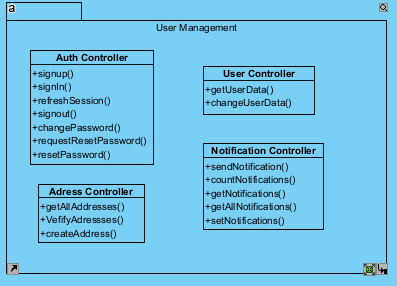 a
User Management
Auth Controller
+signup()
+signIn()
+refreshSession()
+signout()
+changePassword()
+requestResetPassword()
+resetPassword()
User Controller
+getUserData()
+changeUserData()
Notification Controller
+sendNotification()
+countNotifications()
+getNotifications()
+getAllNotifications()
+setNotifications()
Adress Controller
+getAllAddresses()
+VefifyAdressses()
+createAddress()